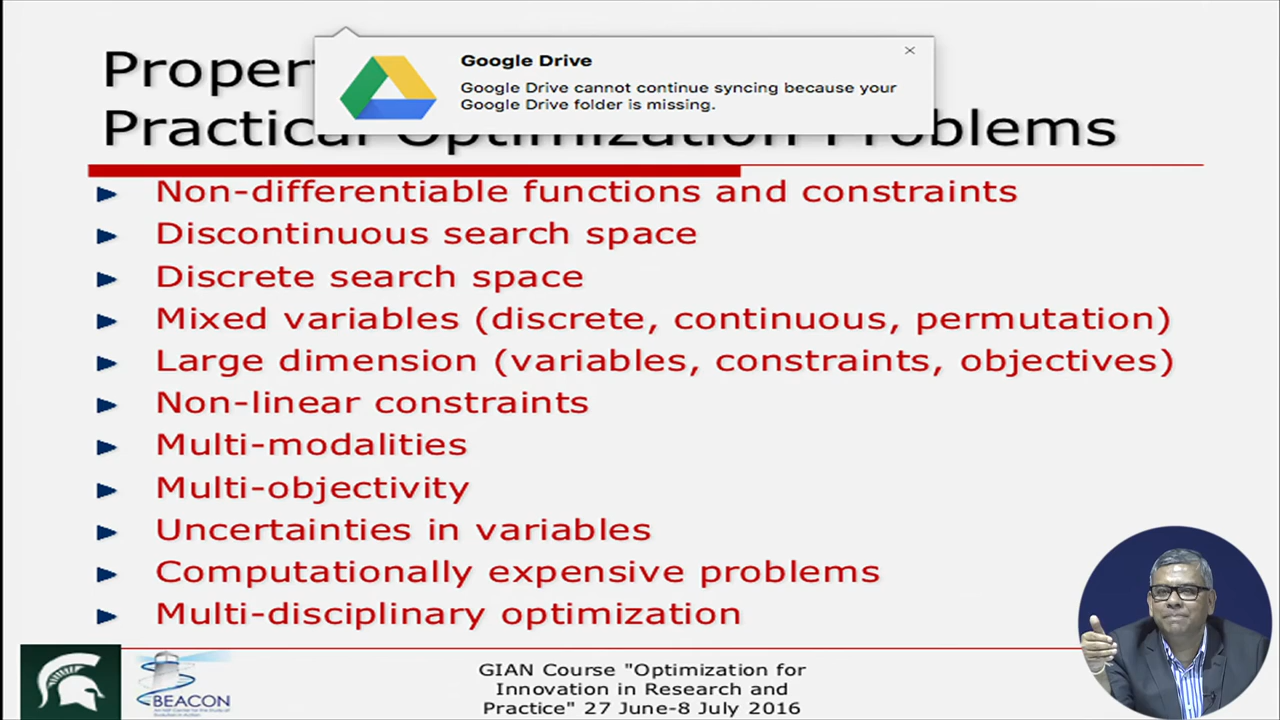 Proper
Practical Optimization Problems
Google Drive
Google Drive cannot continue syncing because your
Google Drive folder is missing.
Non-differentiable functions and constraints
Discontinuous search space
Discrete search space
Mixed variables (discrete, continuous, permutation)
Large dimension (variables, constraints, objectives)
Non-linear constraints
Multi-modalities
Multi-objectivity
Uncertainties in variables
Computationally expensive problems
Multi-disciplinary optimization
BEACON
GIAN Course "Optimization for
Innovation in Research and
Practice" 27 June-8 July 2016